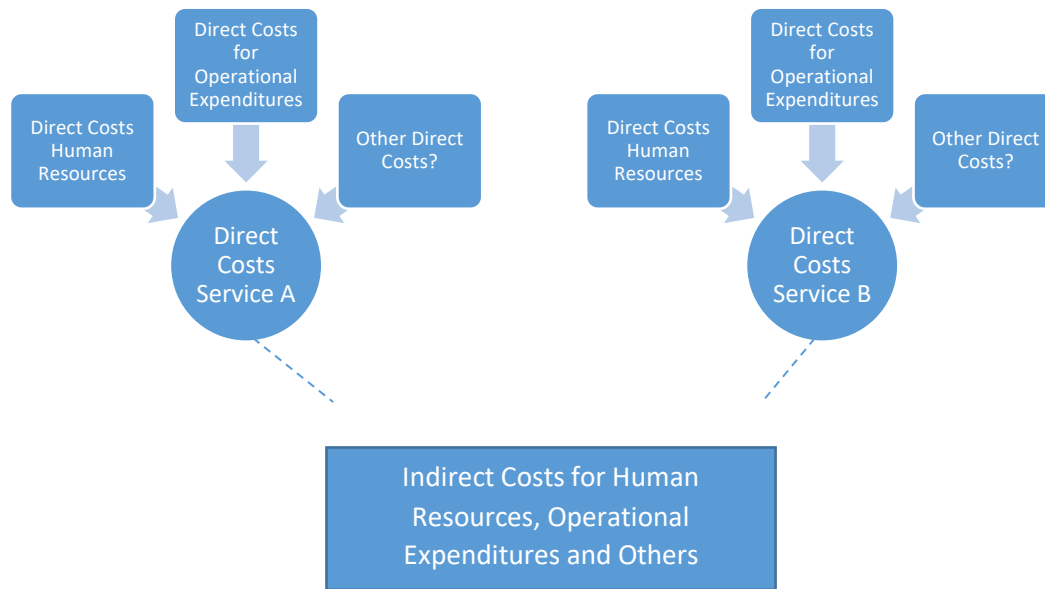 Direct Costs
for
Operational
Expenditures
Direct Costs
Human
Resources
Other Direct
Costs?
Direct
Costs
Service A
Direct Costs
for
Operational
Expenditures
Direct Costs
Human
Resources
Other Direct
Costs?
Direct
Costs
Service B
Indirect Costs for Human
Resources, Operational
Expenditures and Others